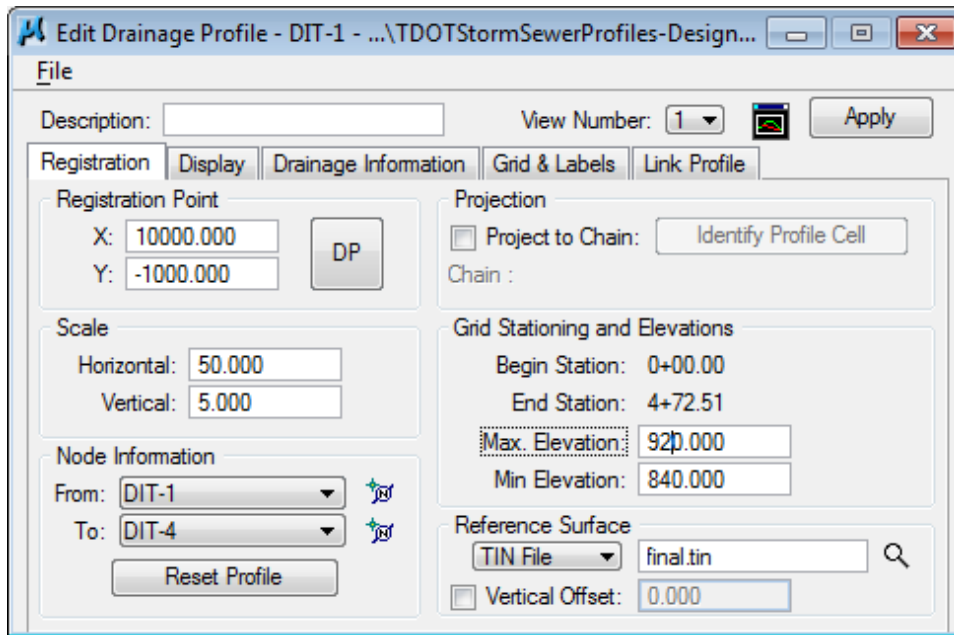 Edit Drainage Profile - DIT-1 - ...\TDOTStormSewerProfiles-Design...
File
Description: View Number: 1 Apply
Registration Display Drainage Information Grid & Labels Link Profile
Registration Point
X: 10000.000
Y: -1000.000
DP
Projection
Project to Chain: Identify Profile Cell
Chain :
Scale
Horizontal: 50.000
Vertical: 5.000
Grid Stationing and Elevations
Begin Station: 0+00.00
End Station: 4+72.51
Max. Elevation: 920.000
Min Elevation: 840.000
Node Information
From: DIT-1
To: DIT-4
Reset Profile
Reference Surface
TIN File final.tin
Vertical Offset: 0.000